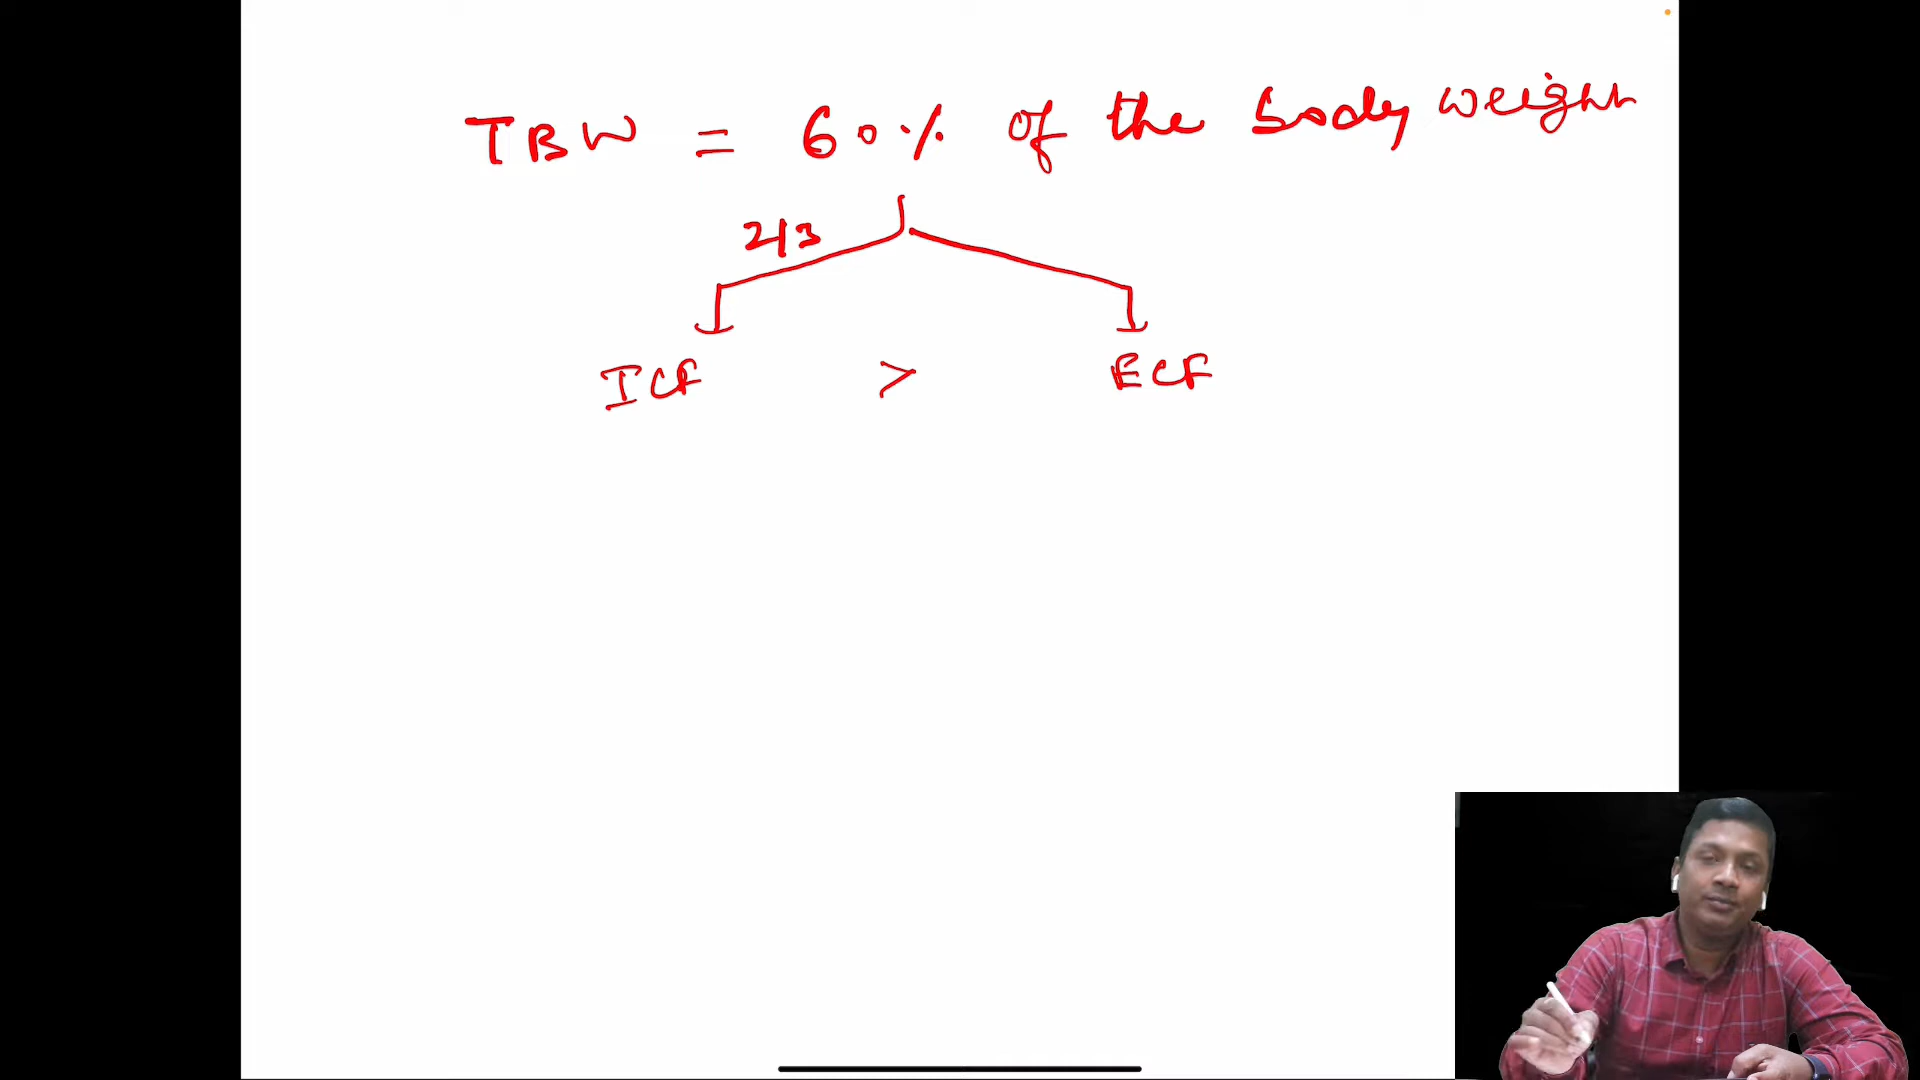 TBW = 60% of the body weight
2/3
ICF > ECF